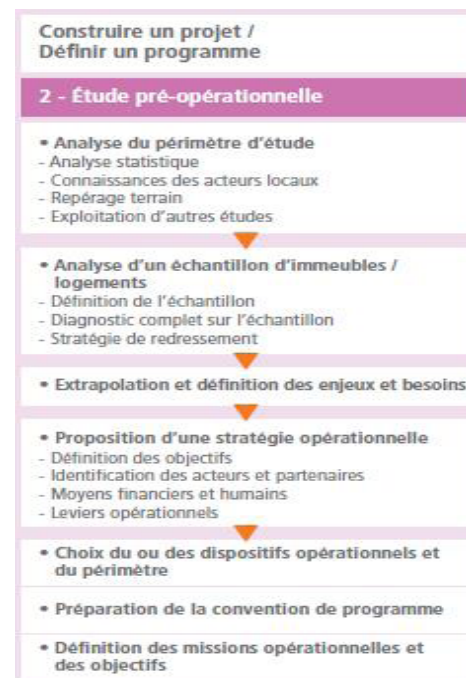 Construire un projet /
Définir un programme
2 - Étude pré-opérationnelle
• Analyse du périmètre d'étude
- Analyse statistique
- Connaissances des acteurs locaux
- Repérage terrain
- Exploitation d'autres études
• Analyse d'un échantillon d'immeubles /
logements
- Définition de l'échantillon
- Diagnostic complet sur l'échantillon
- Stratégie de redressement
• Extrapolation et définition des enjeux et besoins
• Proposition d'une stratégie opérationnelle
- Définition des objectifs
- Identification des acteurs et partenaires
- Moyens financiers et humains
- Leviers opérationnels
• Choix du ou des dispositifs opérationnels et
du périmètre
• Préparation de la convention de programme
• Définition des missions opérationnelles et
des objectifs